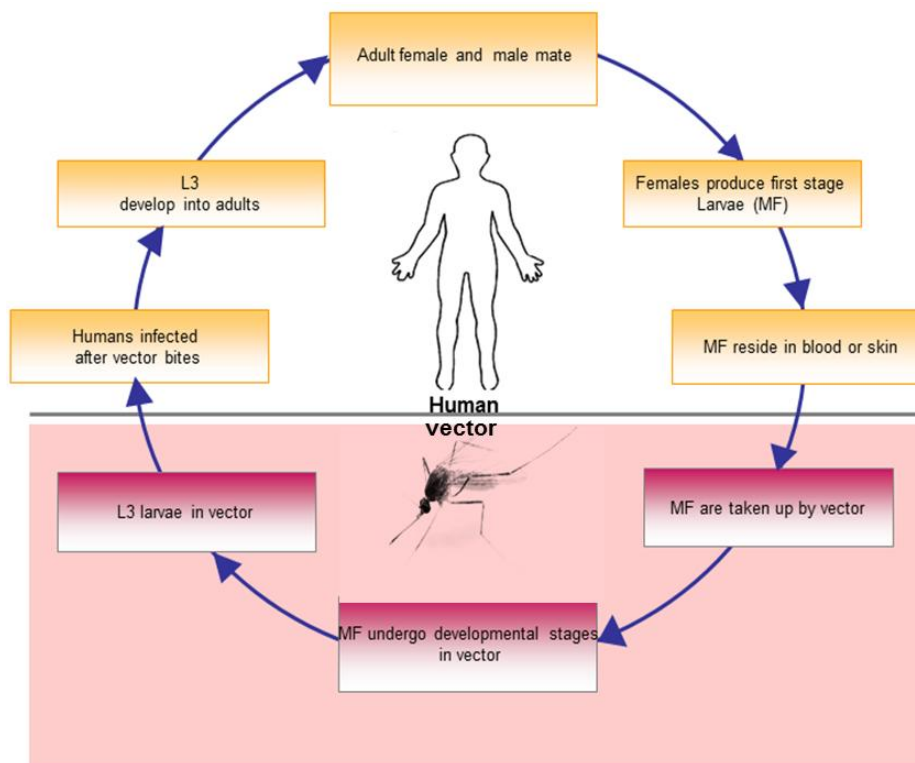 Adult female and male mate
L3
develop into adults
Females produce first stage
Larvae (MF)
Humans infected
after vector bites
MF reside in blood or skin
Human
vector
L3 larvae in vector
MF are taken up by vector
MF undergo developmental stages
in vector